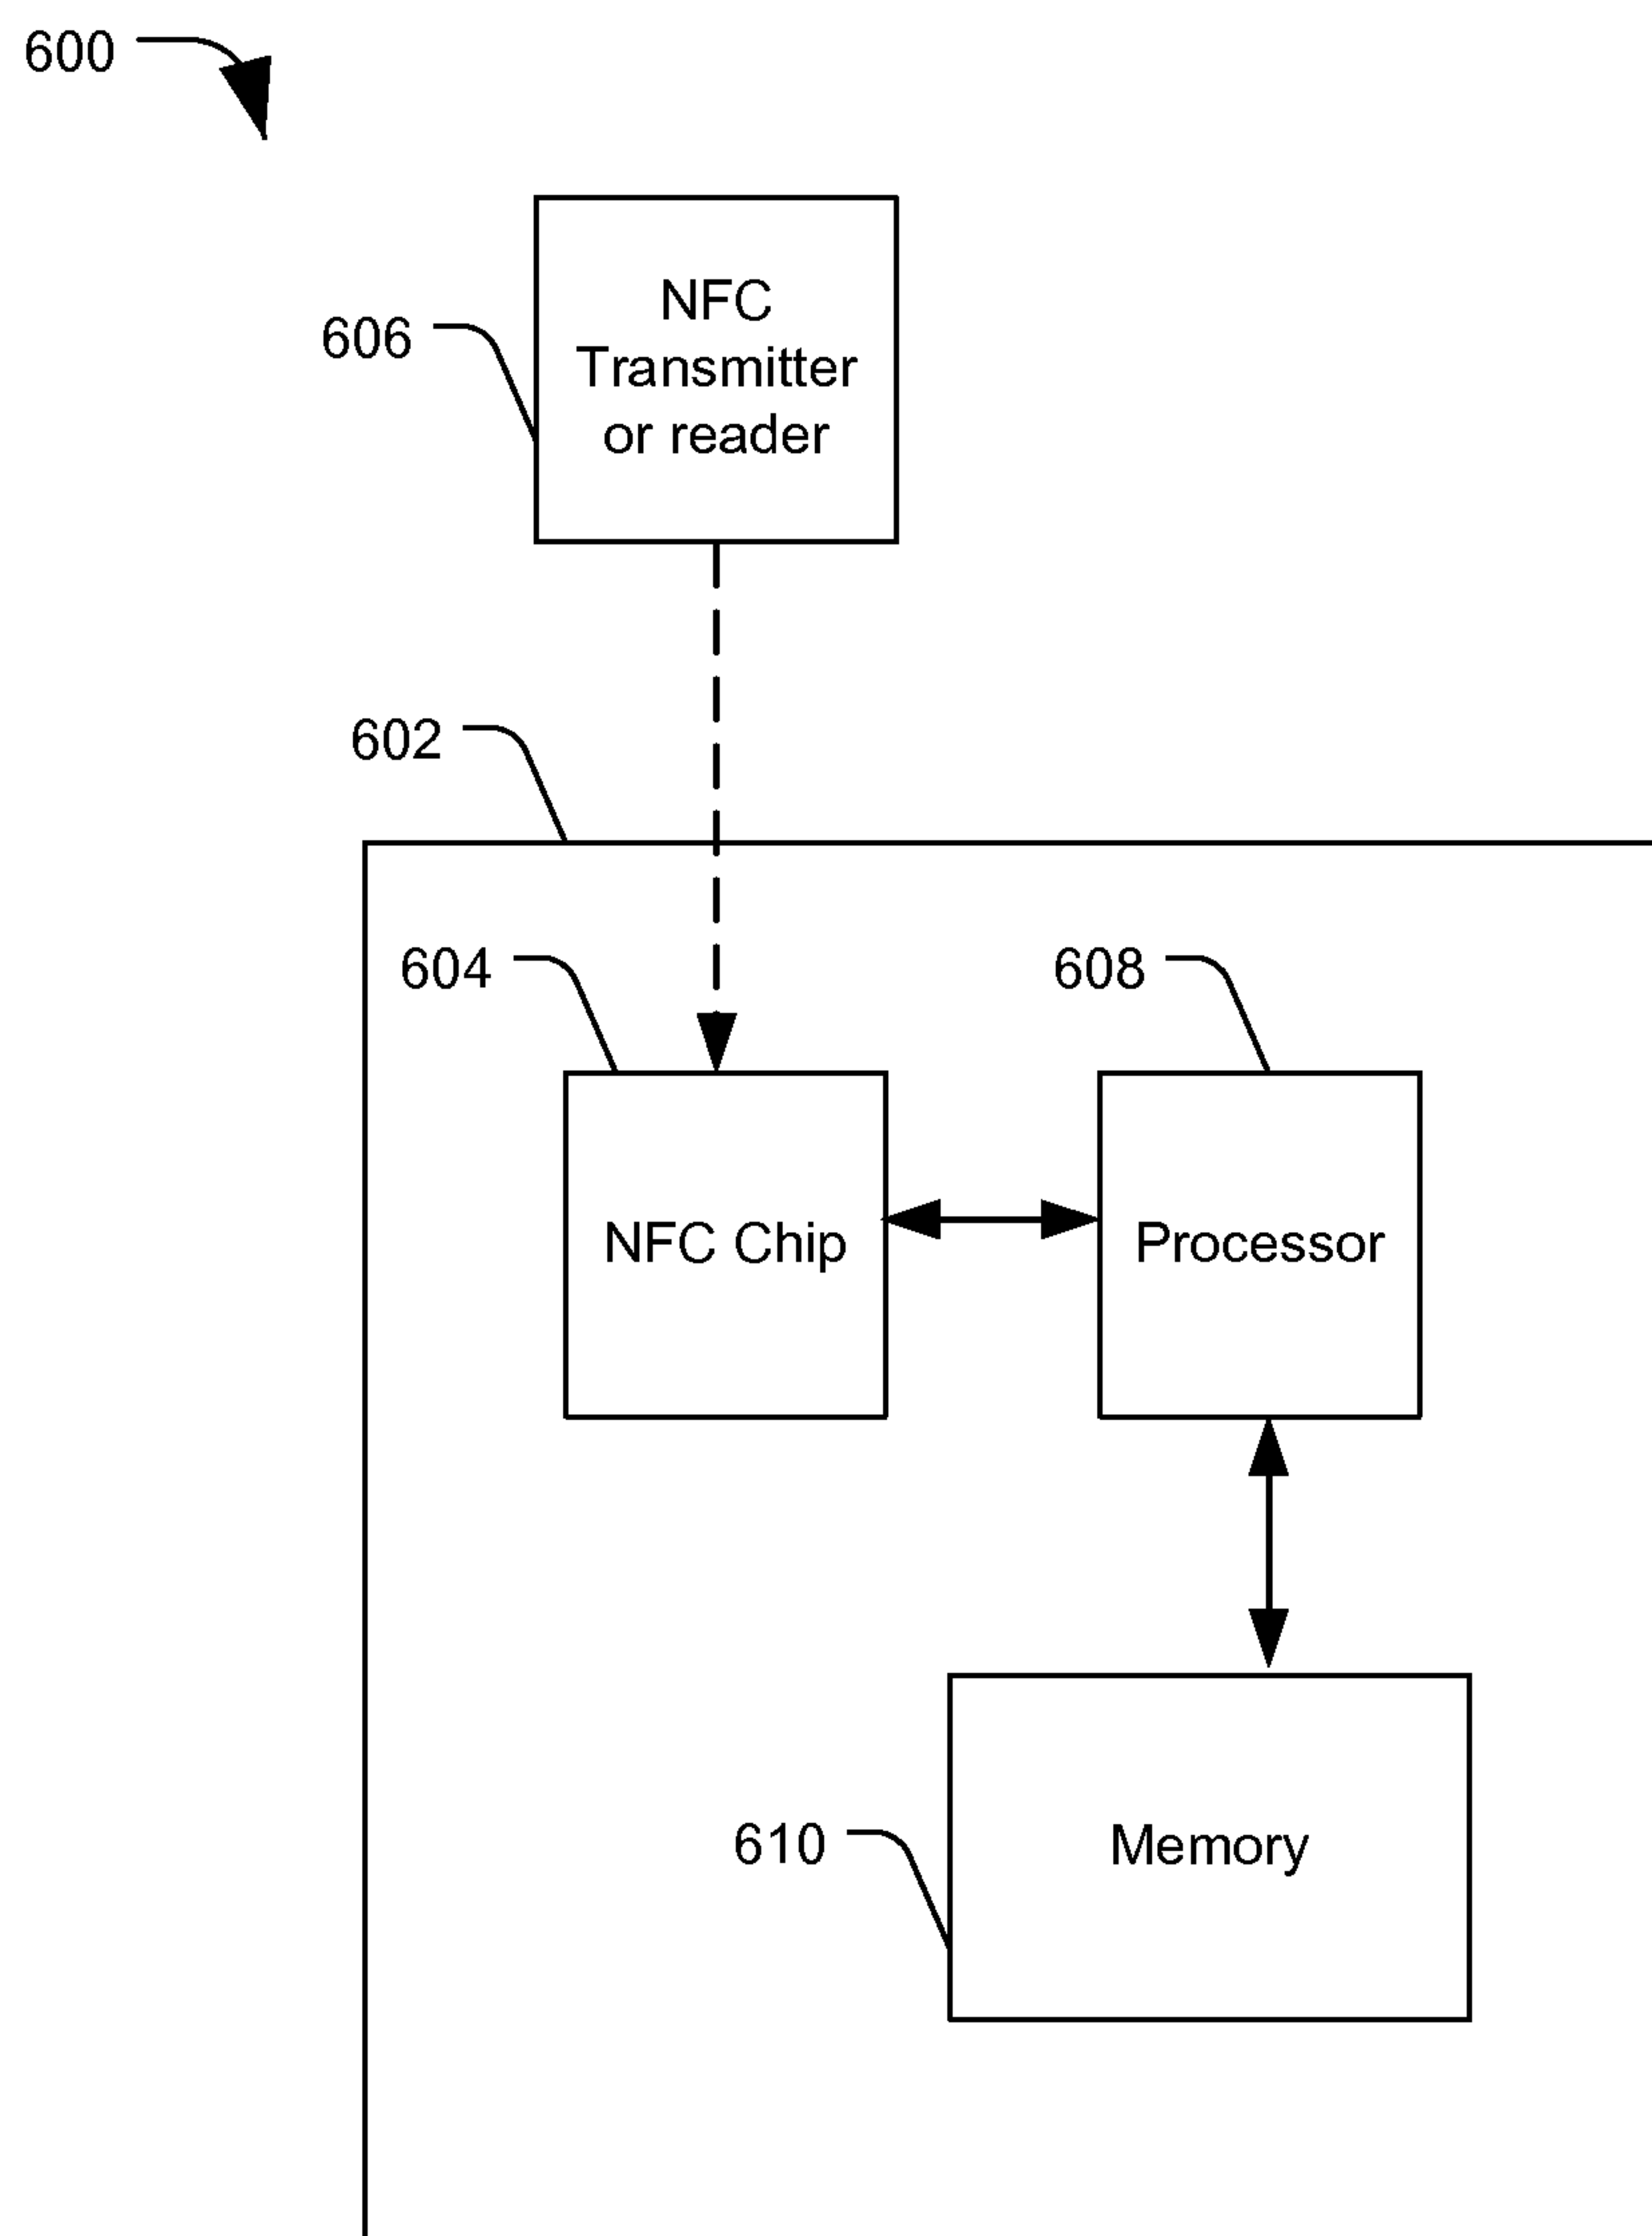 600
NFC
Transmitter
or reader
606
602
604
608
NFC Chip
Processor
610
Memory